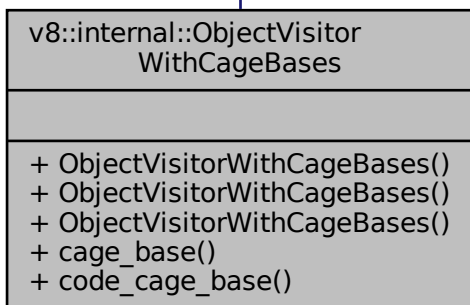 v8::internal::ObjectVisitor
WithCageBases
+ ObjectVisitorWithCageBases()
+ ObjectVisitorWithCageBases()
+ ObjectVisitorWithCageBases()
+ cage_base()
+ code_cage_base()